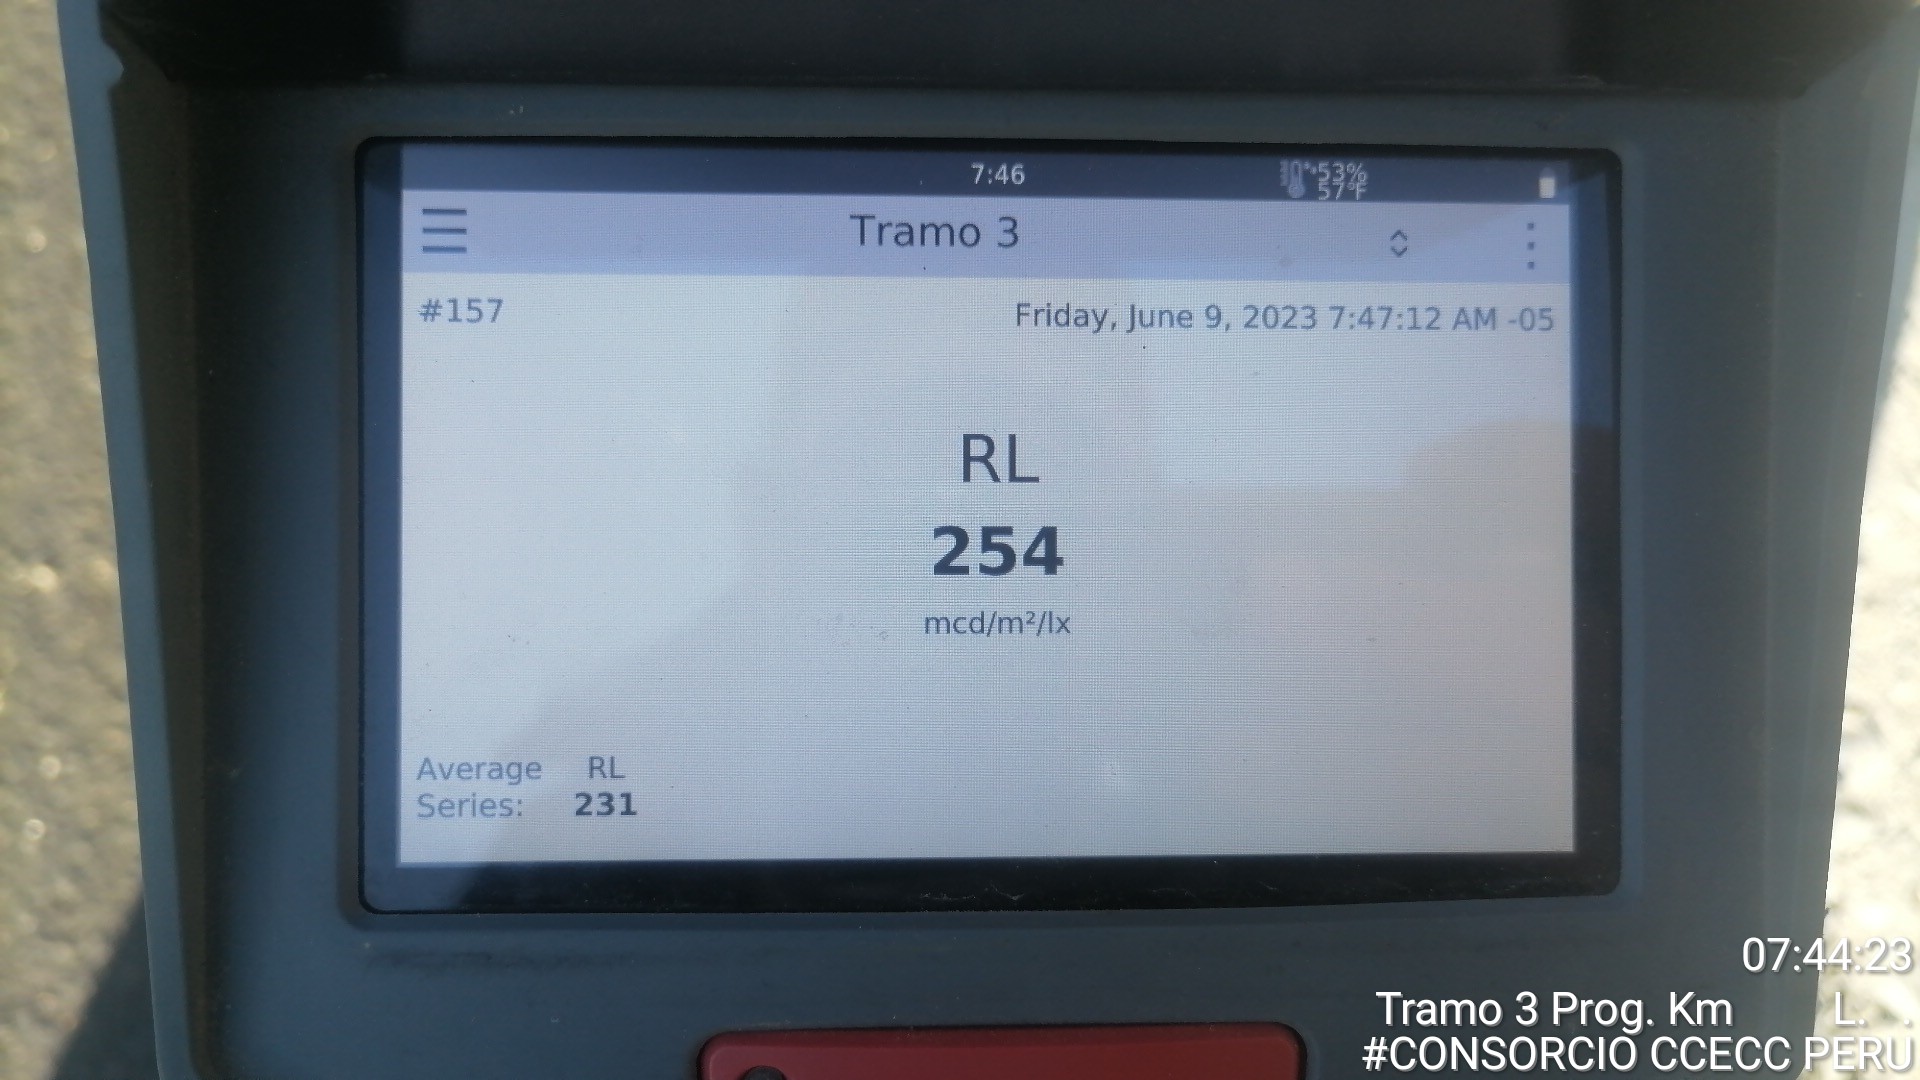 7:46
53%
57°F
Tramo 3
#157
Friday, June 9, 2023 7:47:12 AM -05
RL
254
mcd/m²/lx
Average RL
Series: 231
07:44:23
Tramo 3 Prog. Km L. .
#CONSORCIO CCECC PERU